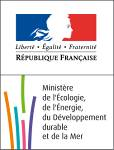 Liberté • Égalité • Fraternité
RÉPUBLIQUE FRANÇAISE
Ministère
de l'Écologie,
de l'Énergie,
du Développement
durable
et de la Mer